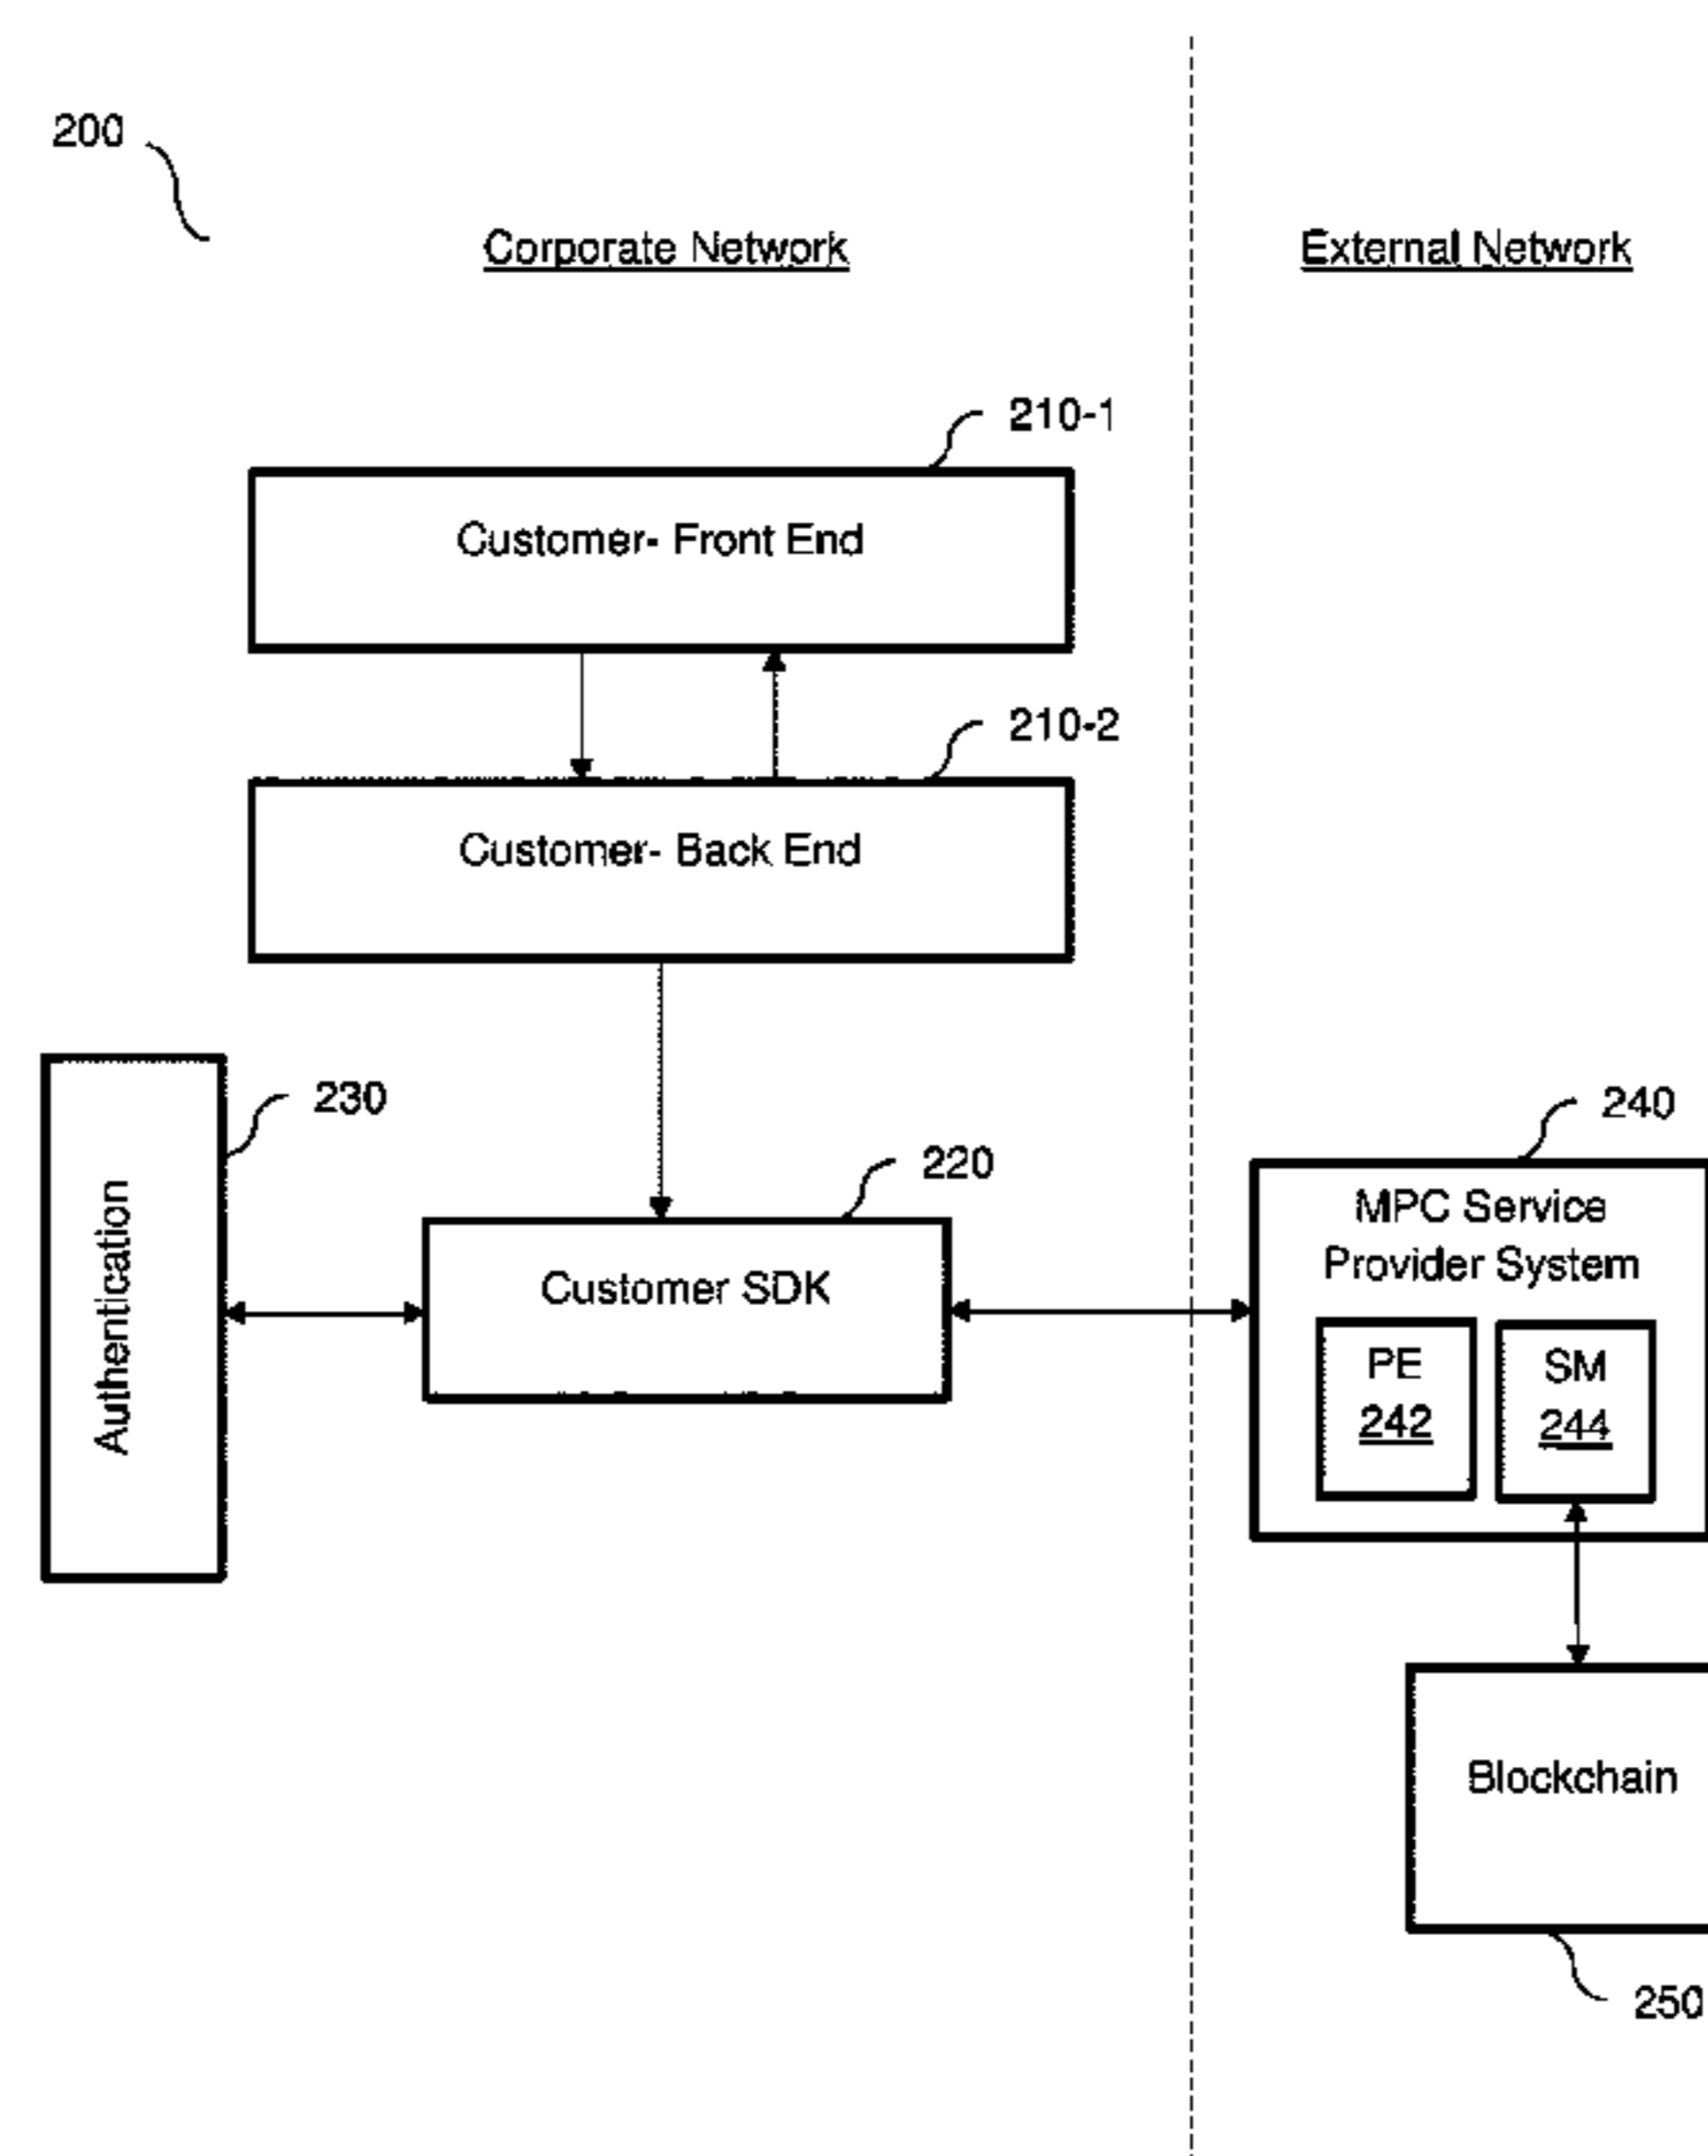 200
Corporate Network
External Network
210-1
Customer- Front End
210-2
Customer- Back End
230
Authentication
220
Customer SDK
240
MPC Service
Provider System
PE
242
SM
244
Blockchain
250